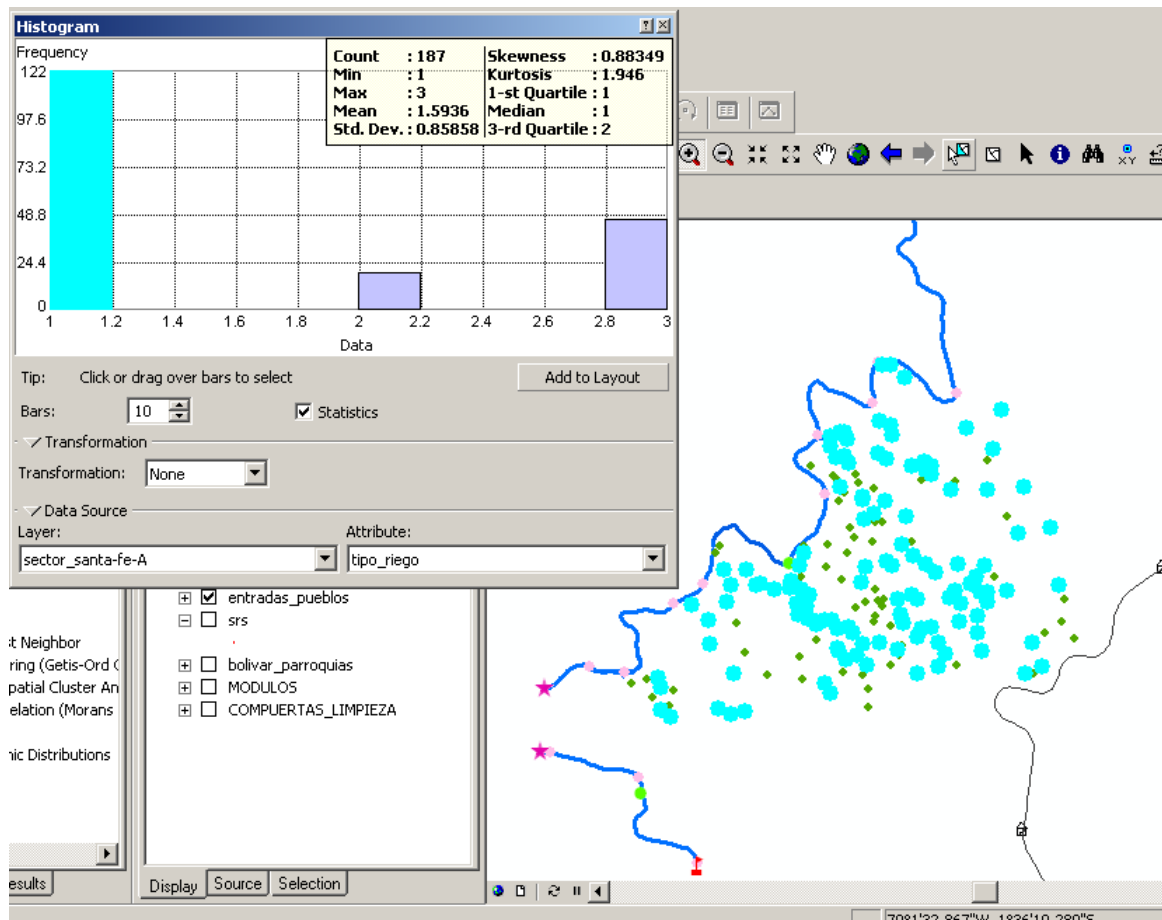 Histogram
Frequency
Count : 187
Min : 1
Max : 3
Mean : 1.5936
Std. Dev. : 0.85858
Skewness : 0.88349
Kurtosis : 1.946
1-st Quartile : 1
Median : 1
3-rd Quartile : 2
122
97.6
73.2
48.8
24.4
0
1 1.2 1.4 1.6 1.8 2 2.2 2.4 2.6 2.8 3
Data
Tip: Click or drag over bars to select
Add to Layout
Bars: 10 Statistics
Transformation
Transformation: None
Data Source
Layer: Attribute:
sector_santa-fe-A tipo_riego
entradas_pueblos
srs
bolivar_parroquias
MODULOS
COMPUERTAS_LIMPIEZA
st Neighbor
ring (Getis-Ord G
patial Cluster An
elation (Morans
hic Distributions
esults
Display Source Selection
XY